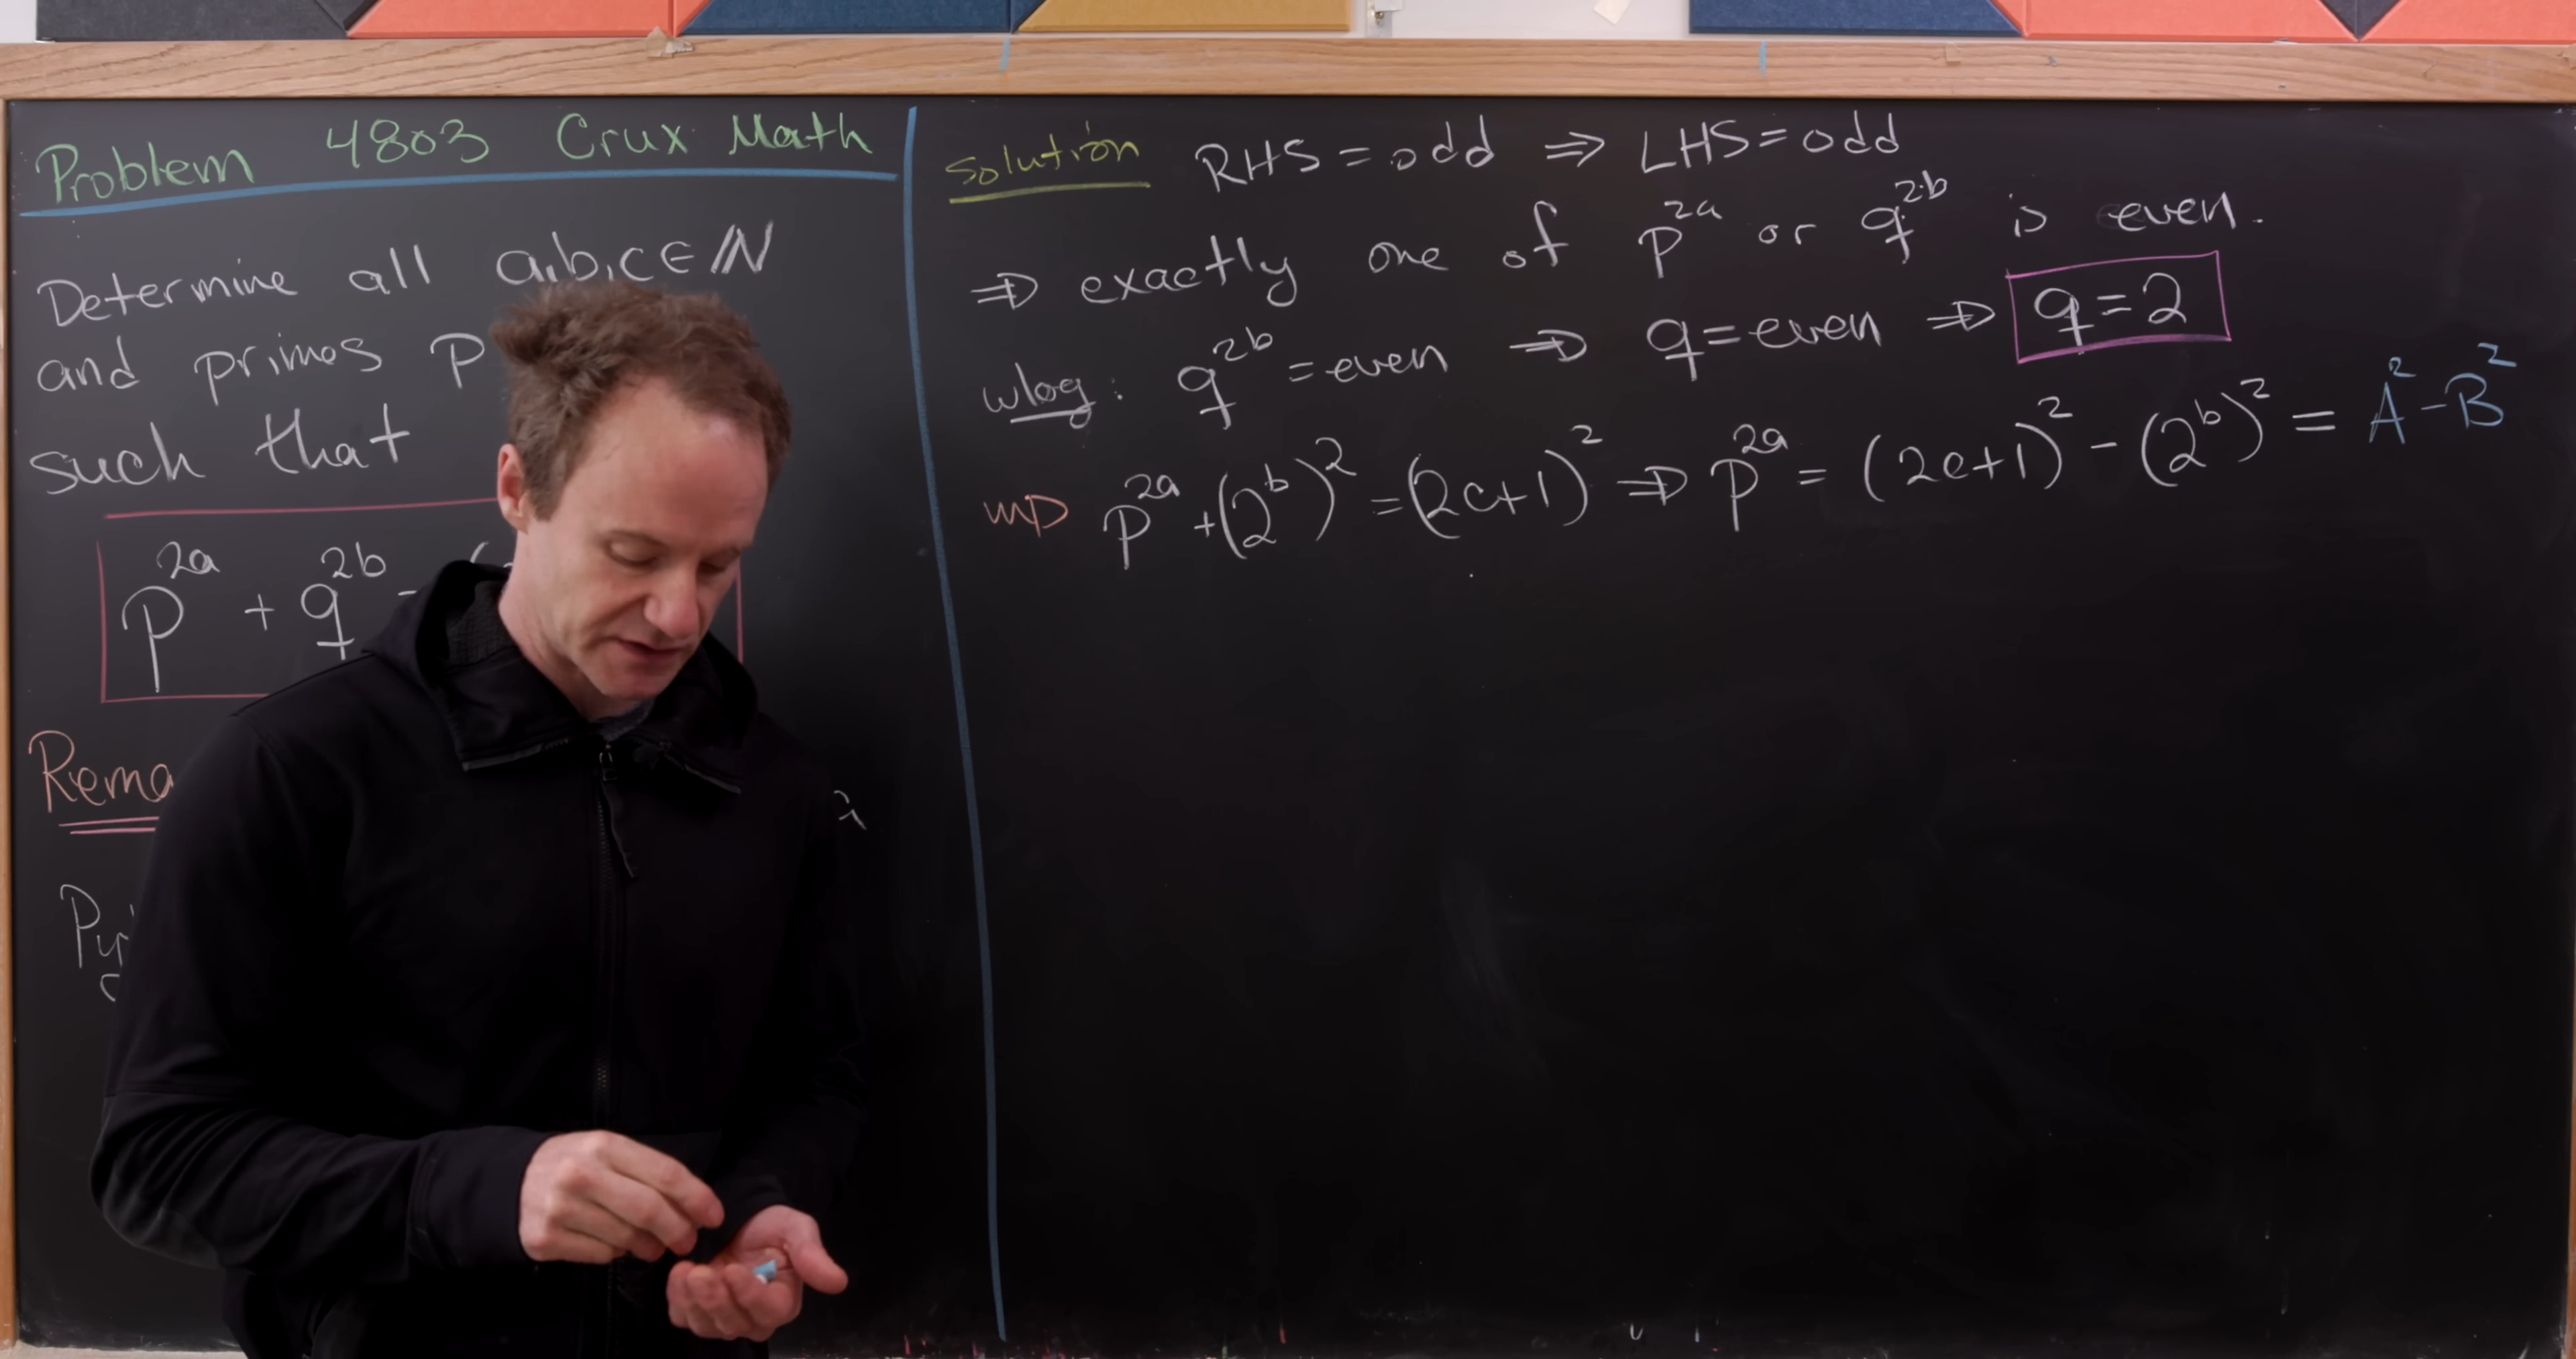 Problem 4803 Crux Math
Determine all a,b,c∈ℕ
and primes P
such that
p^{2a} + q^{2b}
Rema
Solution RHS = odd ⇒ LHS = odd
⇒ exactly one of p^{2a} or q^{2b} is even.
wlog: q^{2b} = even ⇒ q = even ⇒ q = 2
p^{2a} + (2^b)^2 = (2c+1)^2 ⇒ p^{2a} = (2c+1)^2 - (2^b)^2 = A^2 - B^2